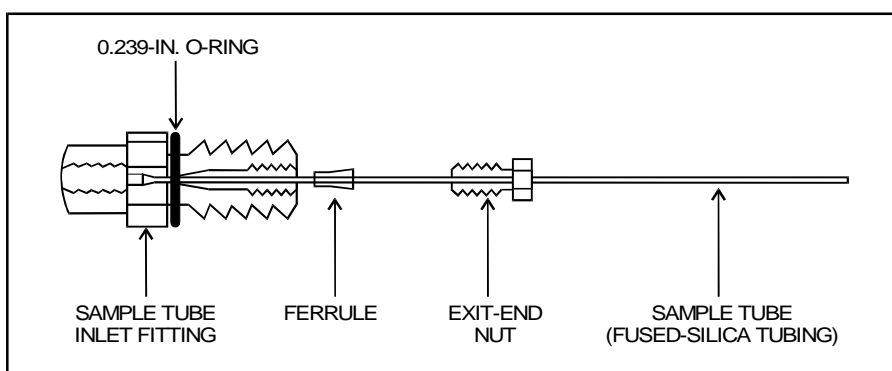 0.239-IN. O-RING
SAMPLE TUBE
INLET FITTING
FERRULE
EXIT-END
NUT
SAMPLE TUBE
(FUSED-SILICA TUBING)